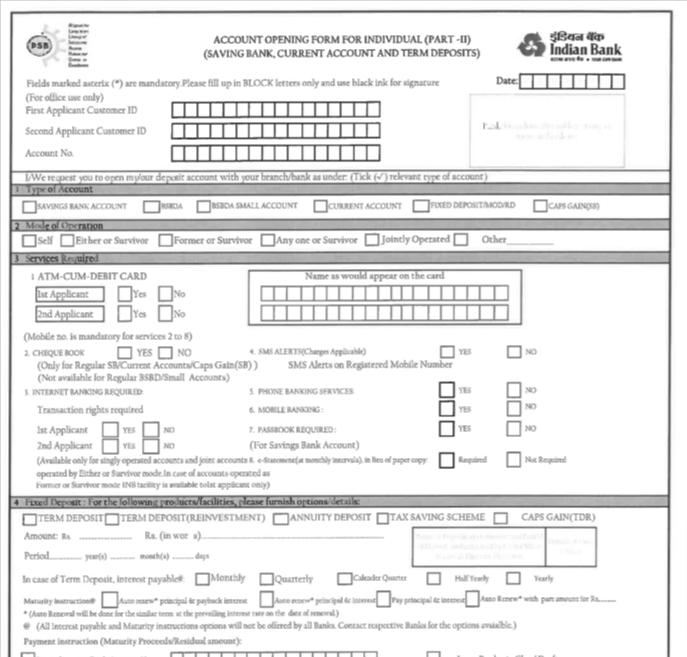 PSB
ACCOUNT OPENING FORM FOR INDIVIDUAL (PART -II)
(SAVING BANK, CURRENT ACCOUNT AND TERM DEPOSITS)
इंडियन बैंक
Indian Bank
Fields marked asterix (*) are mandatory.Please fill up in BLOCK letters only and use black ink for signature
Date:
(For office use only)
First Applicant Customer ID
Second Applicant Customer ID
Account No.
I/We request you to open my/our deposit account with your branch/bank as under: (Tick (✓) relevant type of account)
1 Type of Account
SAVINGS BANK ACCOUNT BSBDA BSBDA SMALL ACCOUNT CURRENT ACCOUNT FIXED DEPOSIT/MOD/RD CAPS GAIN(SB)
2 Mode of Operation
Self Either or Survivor Former or Survivor Any one or Survivor Jointly Operated Other
3 Services Required
1 ATM-CUM-DEBIT CARD Name as would appear on the card
1st Applicant Yes No
2nd Applicant Yes No
(Mobile no. is mandatory for services 2 to 8)
2. CHEQUE BOOK YES NO 4. SMS ALERTS(Charges Applicable) YES NO
(Only for Regular SB/Current Accounts/Caps Gain(SB) ) SMS Alerts on Registered Mobile Number
(Not available for Regular BSBD/Small Accounts)
3. INTERNET BANKING REQUIRED: 5. PHONE BANKING SERVICES: YES NO
Transaction rights required 6. MOBILE BANKING : YES NO
1st Applicant YES NO 7. PASSBOOK REQUIRED : YES NO
2nd Applicant YES NO (For Savings Bank Account)
(Available only for singly operated accounts and joint accounts 8. e-Statement(at monthly intervals), in lieu of paper copy: Required Not Required
operated by Either or Survivor mode.In case of accounts operated as
Former or Survivor mode INB facility is available to1st applicant only)
4 Fixed Deposit : For the following products/facilities, please furnish options/details:
TERM DEPOSIT TERM DEPOSIT(REINVESTMENT) ANNUITY DEPOSIT TAX SAVING SCHEME CAPS GAIN(TDR)
Amount: Rs. Rs. (in wor s)
Period year(s) month(s) days
In case of Term Deposit, interest payable#: Monthly Quarterly Calender Quarter Half Yearly Yearly
Maturity instruction@ Auto renew* principal & payback interest Auto renew* principal & interest Pay principal & interest Auto Renew* with part amount for Rs.
* (Auto Renewal will be done for the similar term at the prevailing interest rate on the date of renewal.)
@ (All Interest payable and Maturity instructions options will not be offered by all Banks. Contact respective Banks for the options avaialble.)
Payment instruction (Maturity Proceeds/Residual amount):